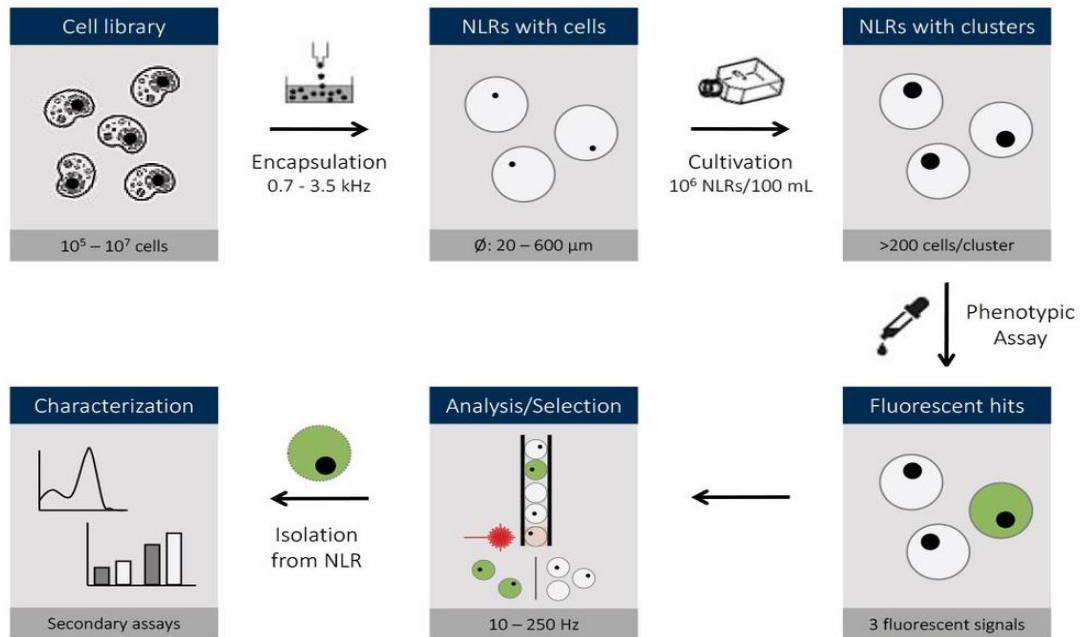 Cell library
10⁵ – 10⁷ cells
Encapsulation
0.7 - 3.5 kHz
NLRs with cells
Ø: 20 – 600 µm
Cultivation
10⁶ NLRs/100 mL
NLRs with clusters
>200 cells/cluster
Phenotypic
Assay
Fluorescent hits
3 fluorescent signals
Analysis/Selection
10 – 250 Hz
Isolation
from NLR
Characterization
Secondary assays